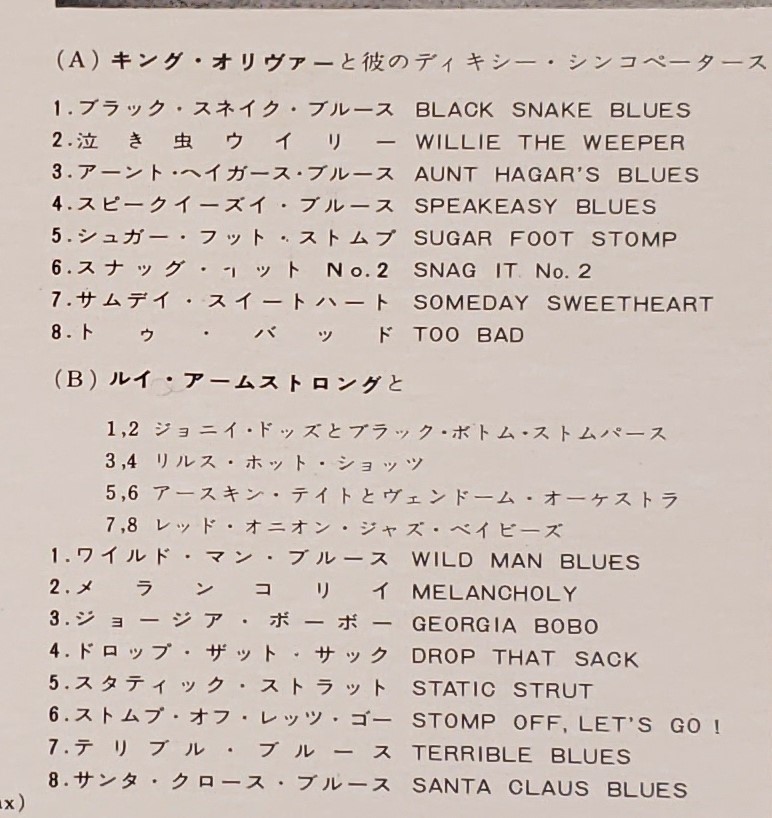 (A) キング・オリヴァーと彼のディキシー・シンコペータース
1.ブラック・スネイク・ブルース BLACK SNAKE BLUES
2.泣き虫ウイリー WILLIE THE WEEPER
3.アーント・ヘイガース・ブルース AUNT HAGAR'S BLUES
4.スピークイーズイ・ブルース SPEAKEASY BLUES
5.シュガー・フット・ストムプ SUGAR FOOT STOMP
6.スナッグ・イット No.2 SNAG IT No.2
7.サムデイ・スイートハート SOMEDAY SWEETHEART
8.トゥ・バッド TOO BAD
(B) ルイ・アームストロングと
1,2 ジョニイ・ドッズとブラック・ボトム・ストムパース
3,4 リルス・ホット・ショッツ
5,6 アースキン・テイトとヴェンドーム・オーケストラ
7,8 レッド・オニオン・ジャズ・ベイビーズ
1.ワイルド・マン・ブルース WILD MAN BLUES
2.メランコリイ MELANCHOLY
3.ジョージア・ボーボー GEORGIA BOBO
4.ドロップ・ザット・サック DROP THAT SACK
5.スタティック・ストラット STATIC STRUT
6.ストムプ・オフ・レッツ・ゴー STOMP OFF, LET'S GO!
7.テリブル・ブルース TERRIBLE BLUES
8.サンタ・クロース・ブルース SANTA CLAUS BLUES